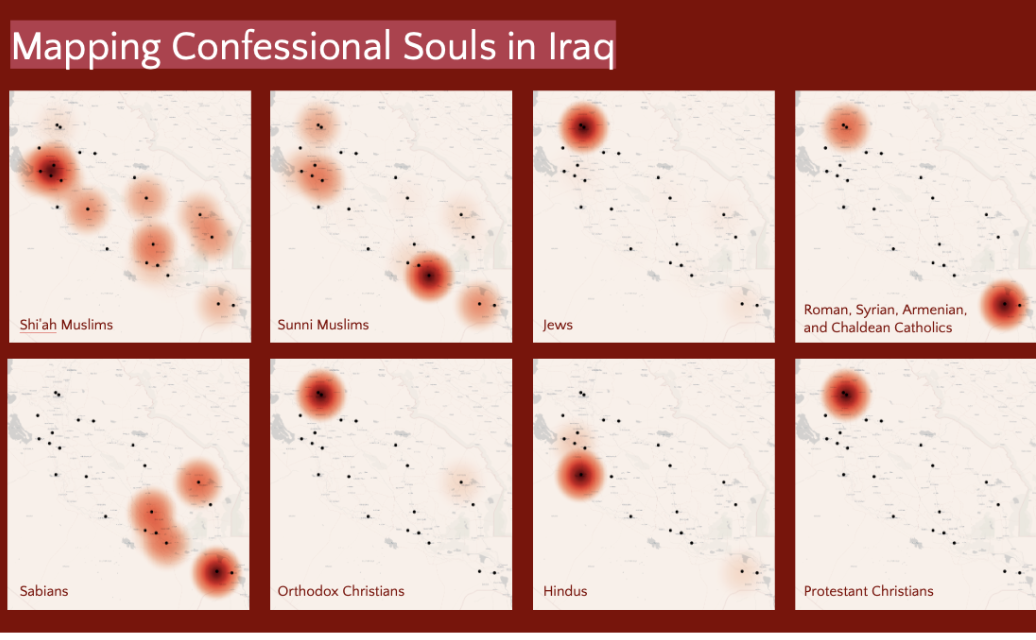 Mapping Confessional Souls in Iraq
Shi'ah Muslims
Sunni Muslims
Jews
Roman, Syrian, Armenian,
and Chaldean Catholics
Sabians
Orthodox Christians
Hindus
Protestant Christians